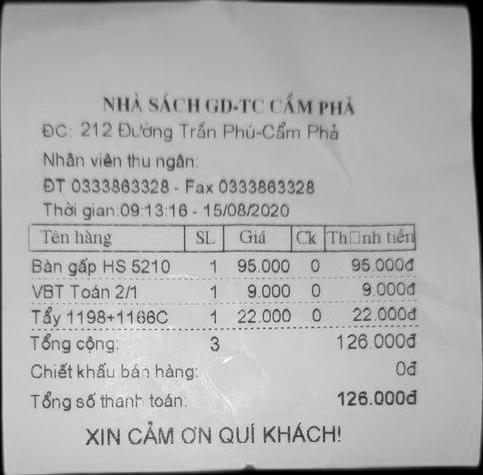 NHÀ SÁCH GD-TC CẨM PHẢ
ĐC: 212 Đường Trần Phú-Cẩm Phả
Nhân viên thu ngân:
ĐT 0333863328 - Fax 0333863328
Thời gian:09:13:16 - 15/08/2020
Tên hàng SL Giá Ck Th□nh tiền
Bàn gấp HS 5210 1 95.000 0 95.000đ
VBT Toán 2/1 1 9.000 0 9.000đ
Tẩy 1198+1166C 1 22.000 0 22.000đ
Tổng cộng: 3 126.000đ
Chiết khấu bán hàng: 0đ
Tổng số thanh toán: 126.000đ
XIN CẢM ƠN QUÍ KHÁCH!